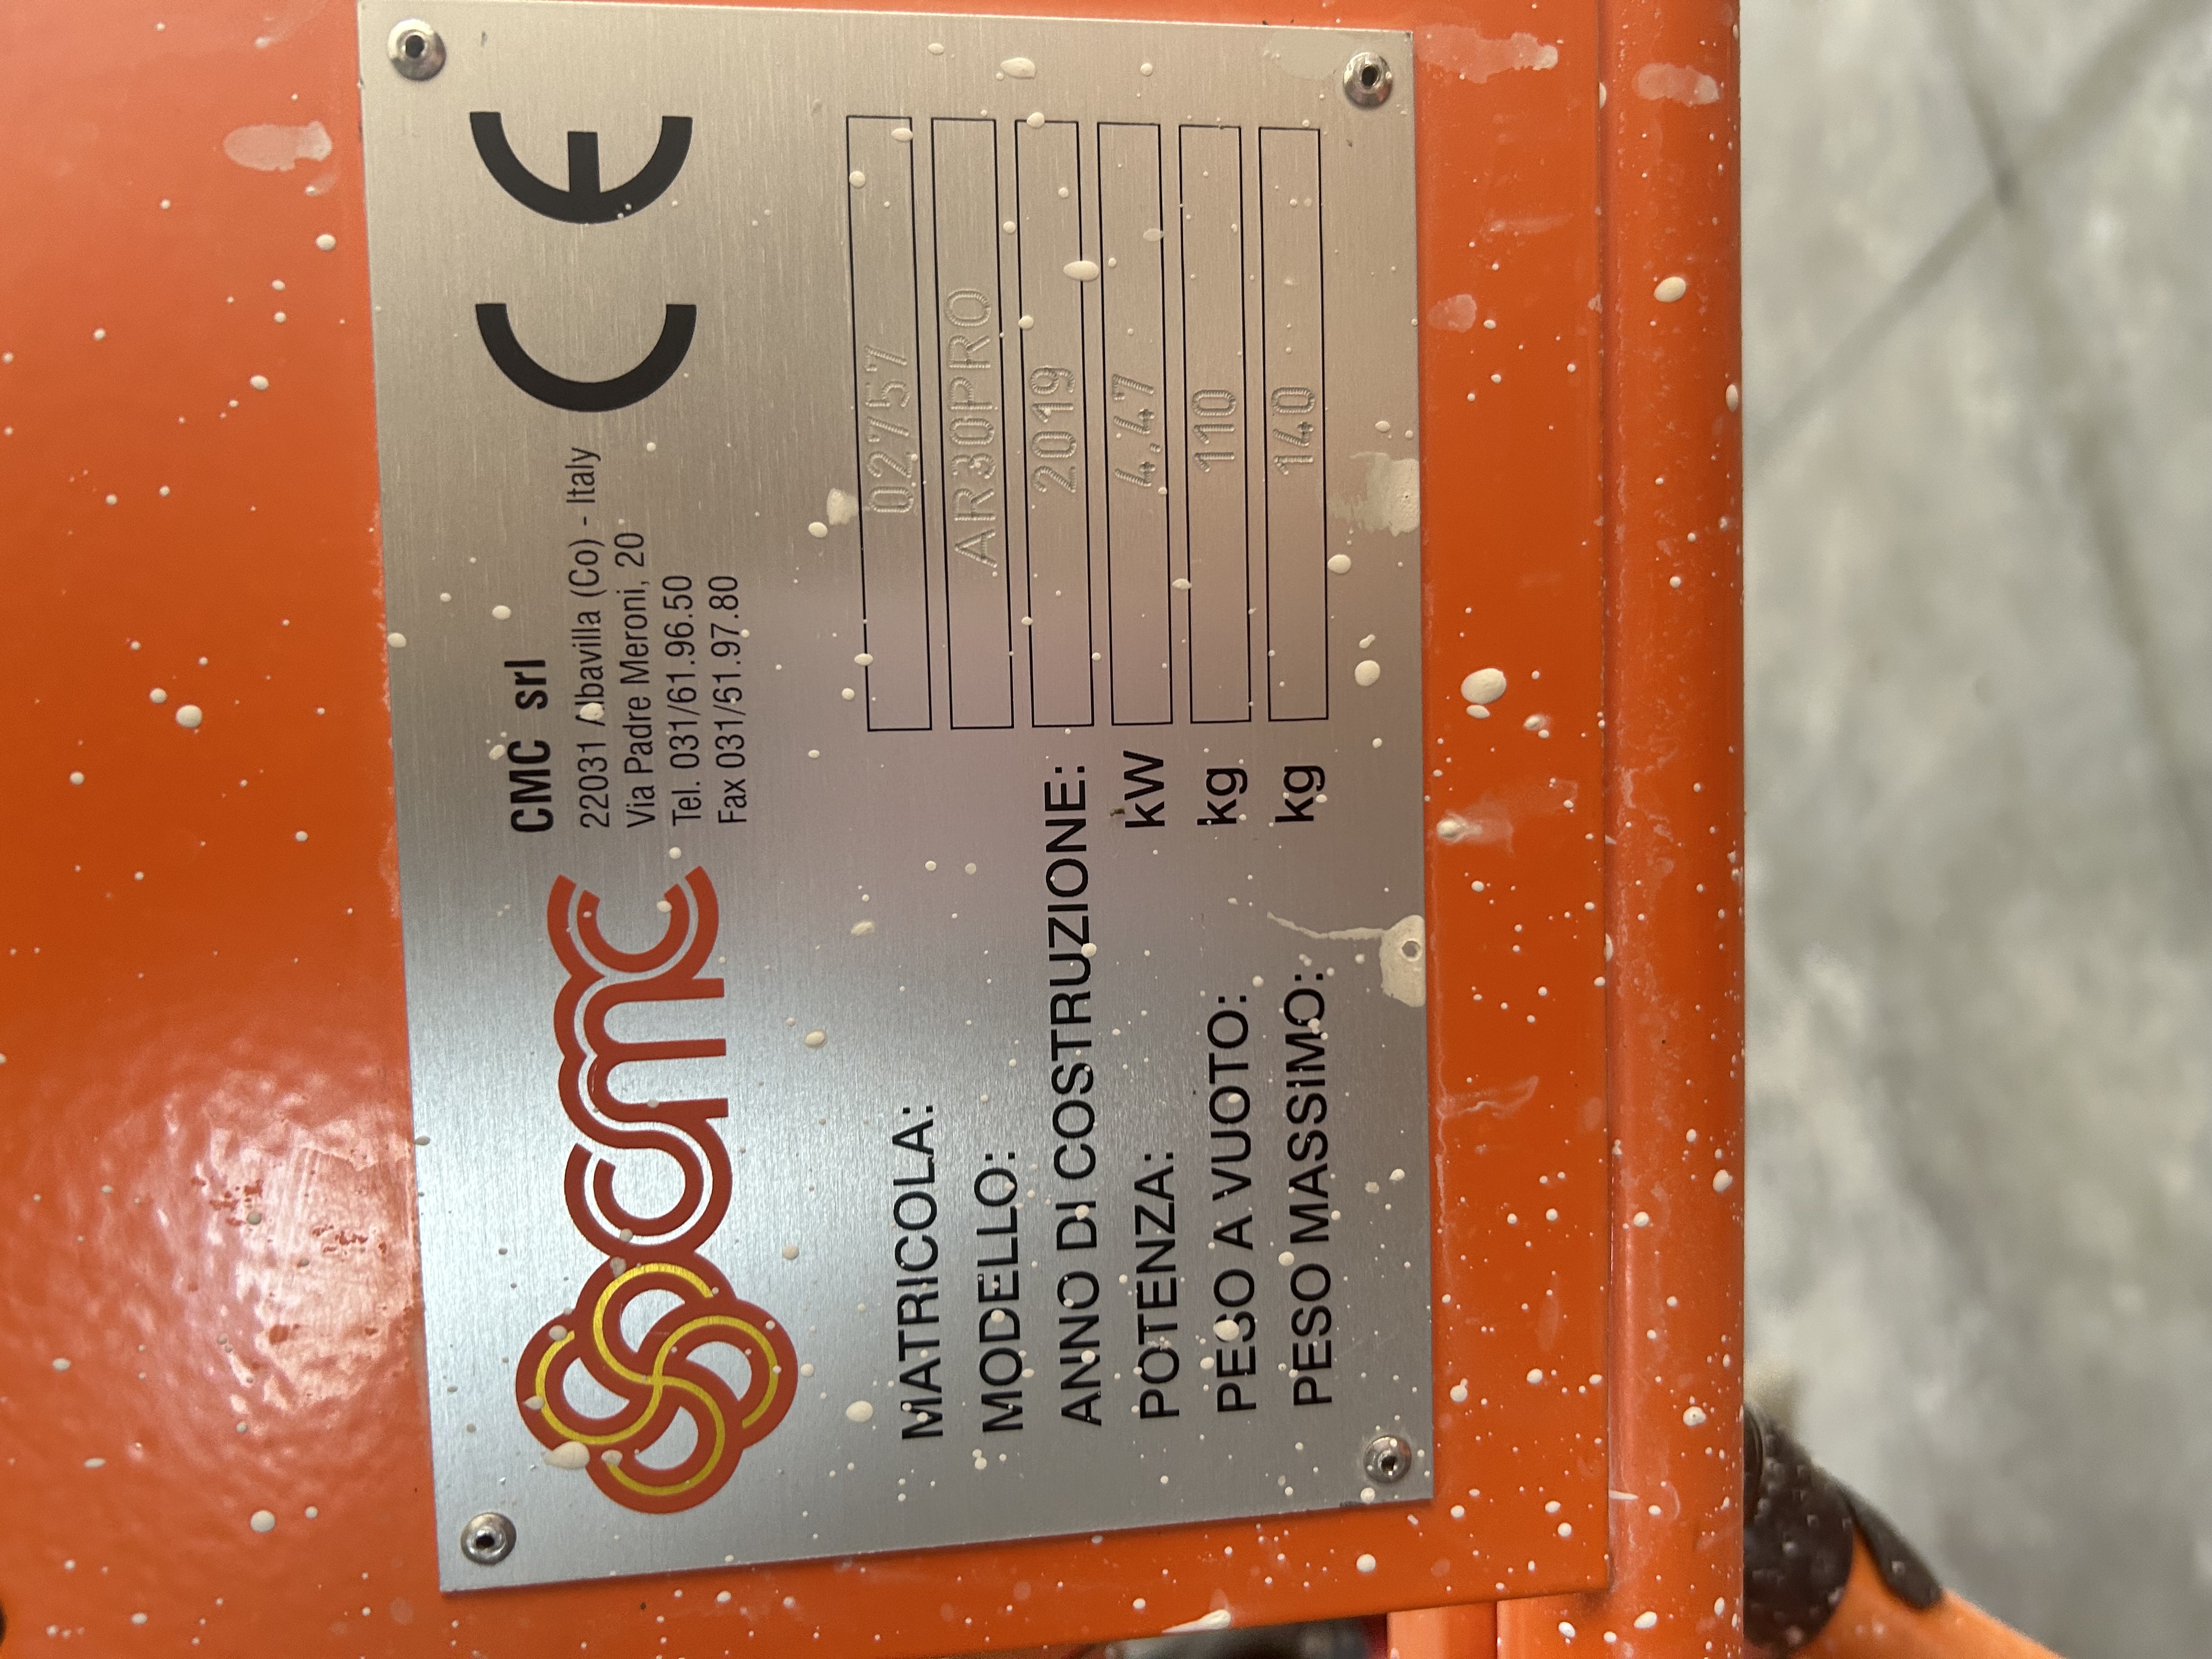 cmc
CMC srl
22031 Albavilla (Co) - Italy
Via Padre Meroni, 20
Tel. 031/61.96.50
Fax 031/61.97.80
CE
MATRICOLA: 02757
MODELLO: AR30PRO
ANNO DI COSTRUZIONE: 2019
POTENZA: kW 4.47
PESO A VUOTO: kg 110
PESO MASSIMO: kg 140